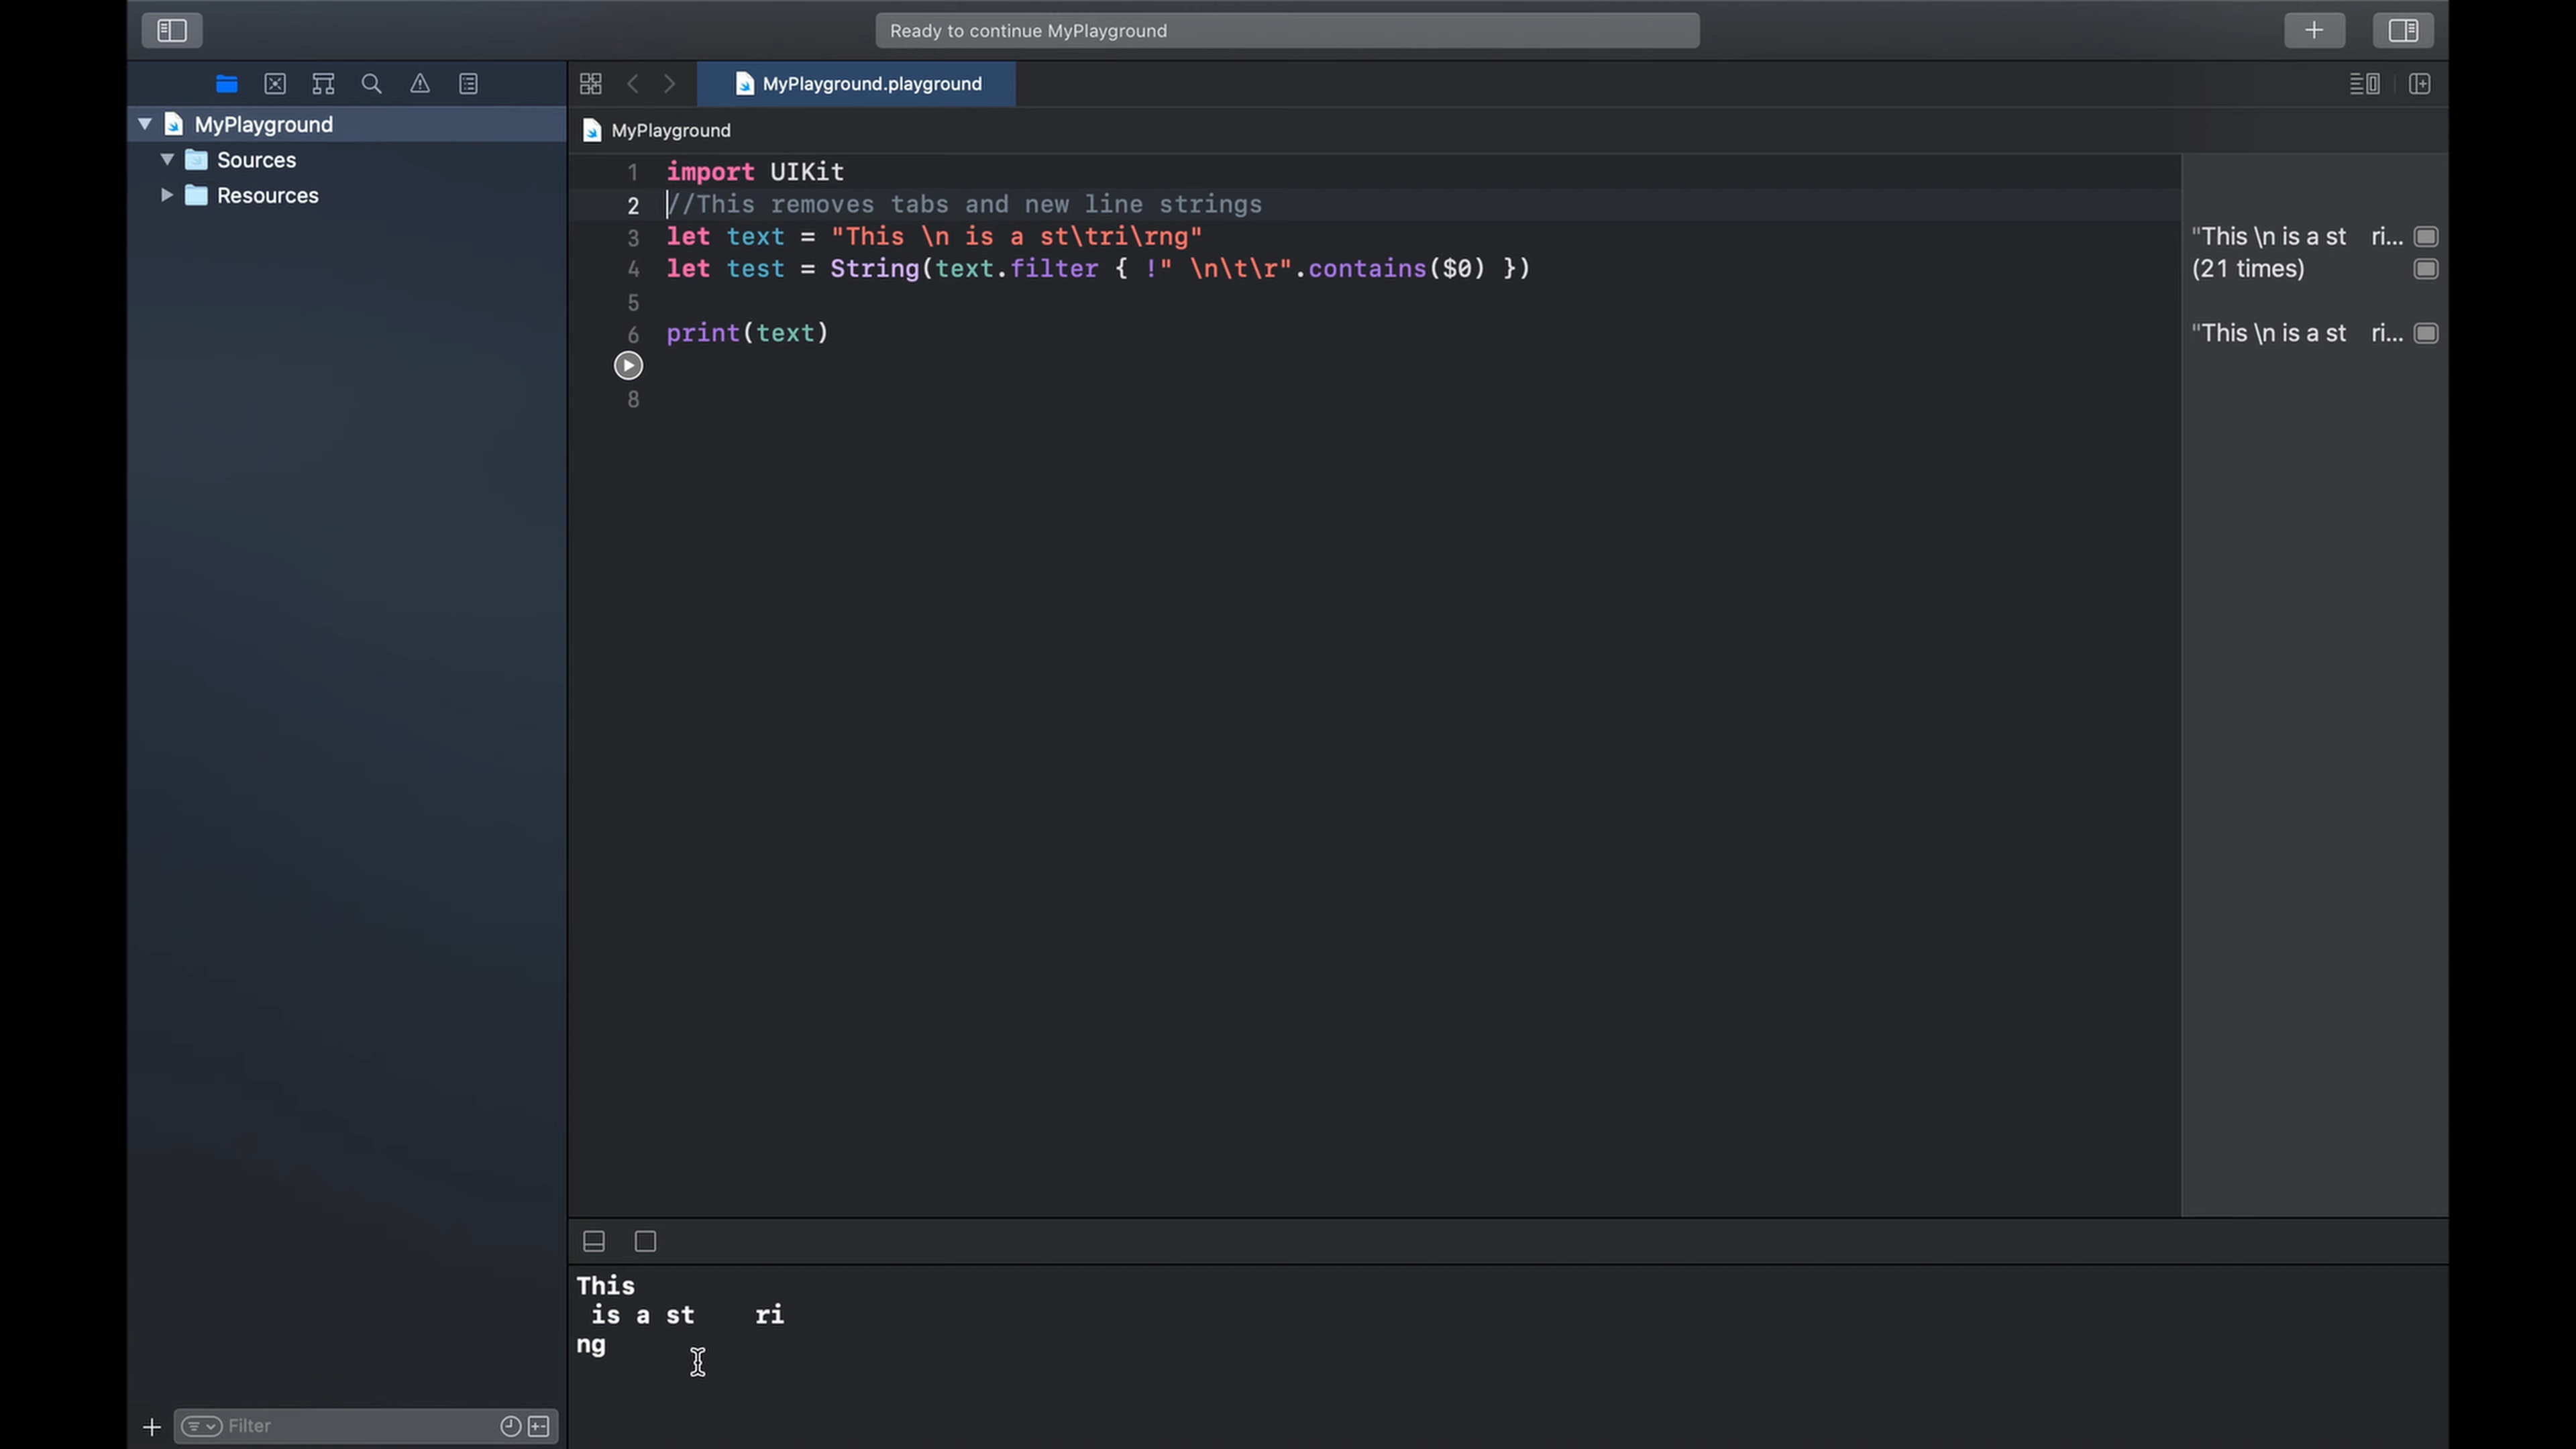 Ready to continue MyPlayground
MyPlayground.playground
MyPlayground
Sources
Resources
MyPlayground
1 import UIKit
2 //This removes tabs and new line strings
3 let text = "This \n is a st\tri\rng"
4 let test = String(text.filter { !" \n\t\r".contains($0) })
5
6 print(text)
8
"This \n is a st    ri...
(21 times)
"This \n is a st    ri...
This
 is a st    ri
ng
Filter